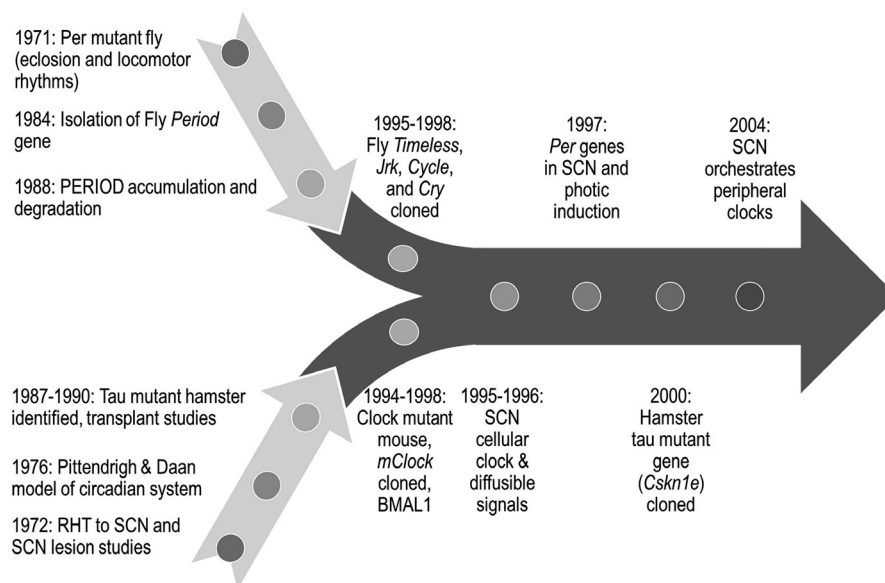 1971: Per mutant fly
(eclosion and locomotor
rhythms)
1984: Isolation of Fly Period
gene
1988: PERIOD accumulation and
degradation
1995-1998:
Fly Timeless,
Jrk, Cycle,
and Cry
cloned
1997:
Per genes
in SCN and
photic
induction
2004:
SCN
orchestrates
peripheral
clocks
1987-1990: Tau mutant hamster
identified, transplant studies
1976: Pittendrigh & Daan
model of circadian system
1972: RHT to SCN and
SCN lesion studies
1994-1998:
Clock mutant
mouse,
mClock
cloned,
BMAL1
1995-1996:
SCN
cellular
clock &
diffusible
signals
2000:
Hamster
tau mutant
gene
(Cskn1e)
cloned